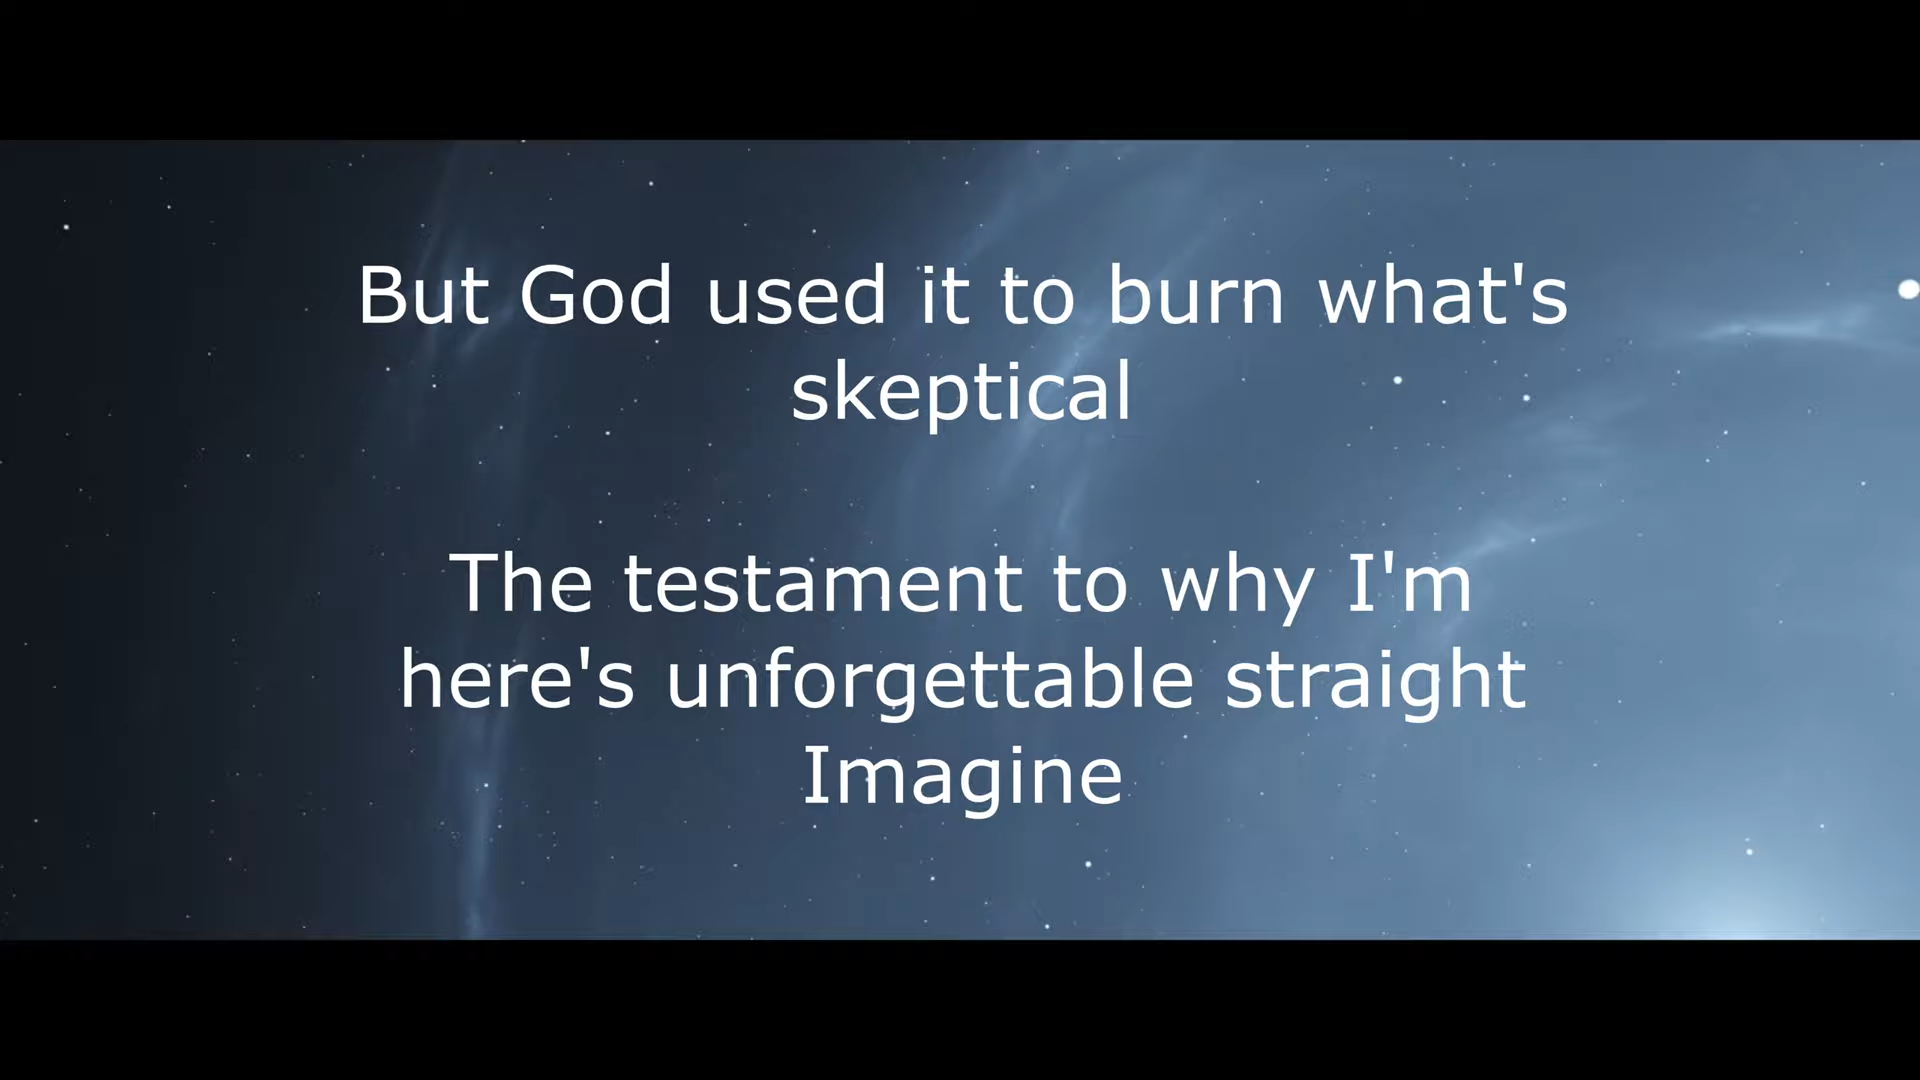 But God used it to burn what's
skeptical
The testament to why I'm
here's unforgettable straight
Imagine